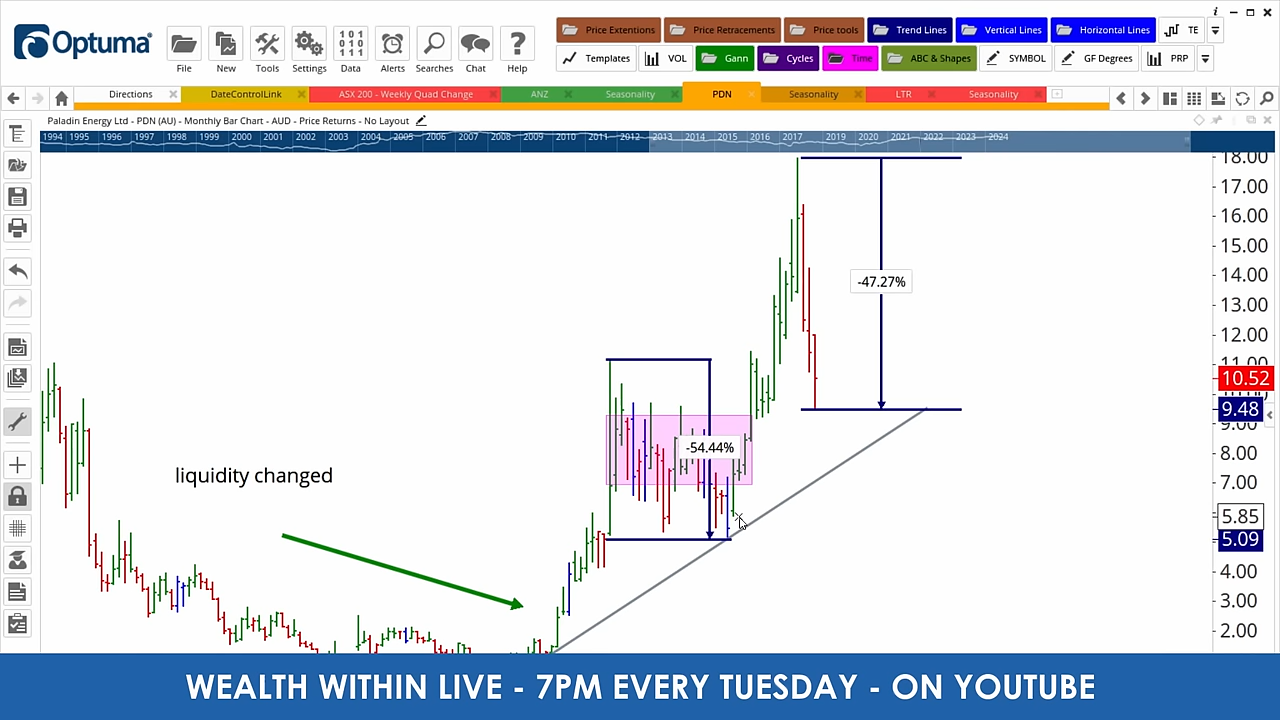 i
Optuma
File
New
Tools
Settings
101
010
101
Data
Alerts
Searches
Chat
?
Help
Price Extentions
Price Retracements
Price tools
Trend Lines
Vertical Lines
Horizontal Lines
TE
Templates
VOL
Gann
Cycles
Time
ABC & Shapes
SYMBOL
GF Degrees
PRP
Directions
DateControlLink
ASX 200 - Weekly Quad Change
ANZ
Seasonality
PDN
Seasonality
LTR
Seasonality
Paladin Energy Ltd - PDN (AU) - Monthly Bar Chart - AUD - Price Returns - No Layout
1994 1995 1996 1997 1998 1999 2000 2001 2002 2003 2004 2005 2006 2007 2008 2009 2010 2011 2012 2013 2014 2015 2016 2017 2019 2020 2021 2022 2023 2024
18.00
17.00
16.00
15.00
14.00
-47.27%
13.00
12.00
11.00
10.52
9.48
9.00
-54.44%
8.00
liquidity changed
7.00
5.85
5.09
4.00
3.00
2.00
WEALTH WITHIN LIVE - 7PM EVERY TUESDAY - ON YOUTUBE